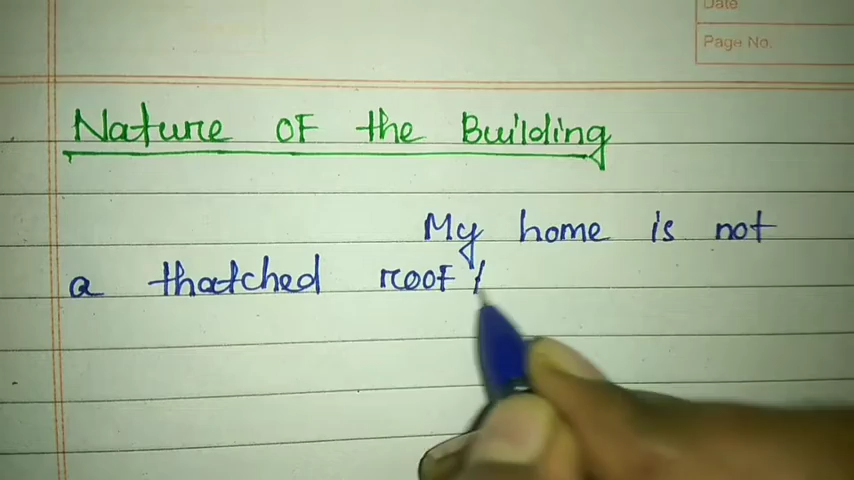 Date
Page No.
Nature OF the Building
My home is not
a thatched roof